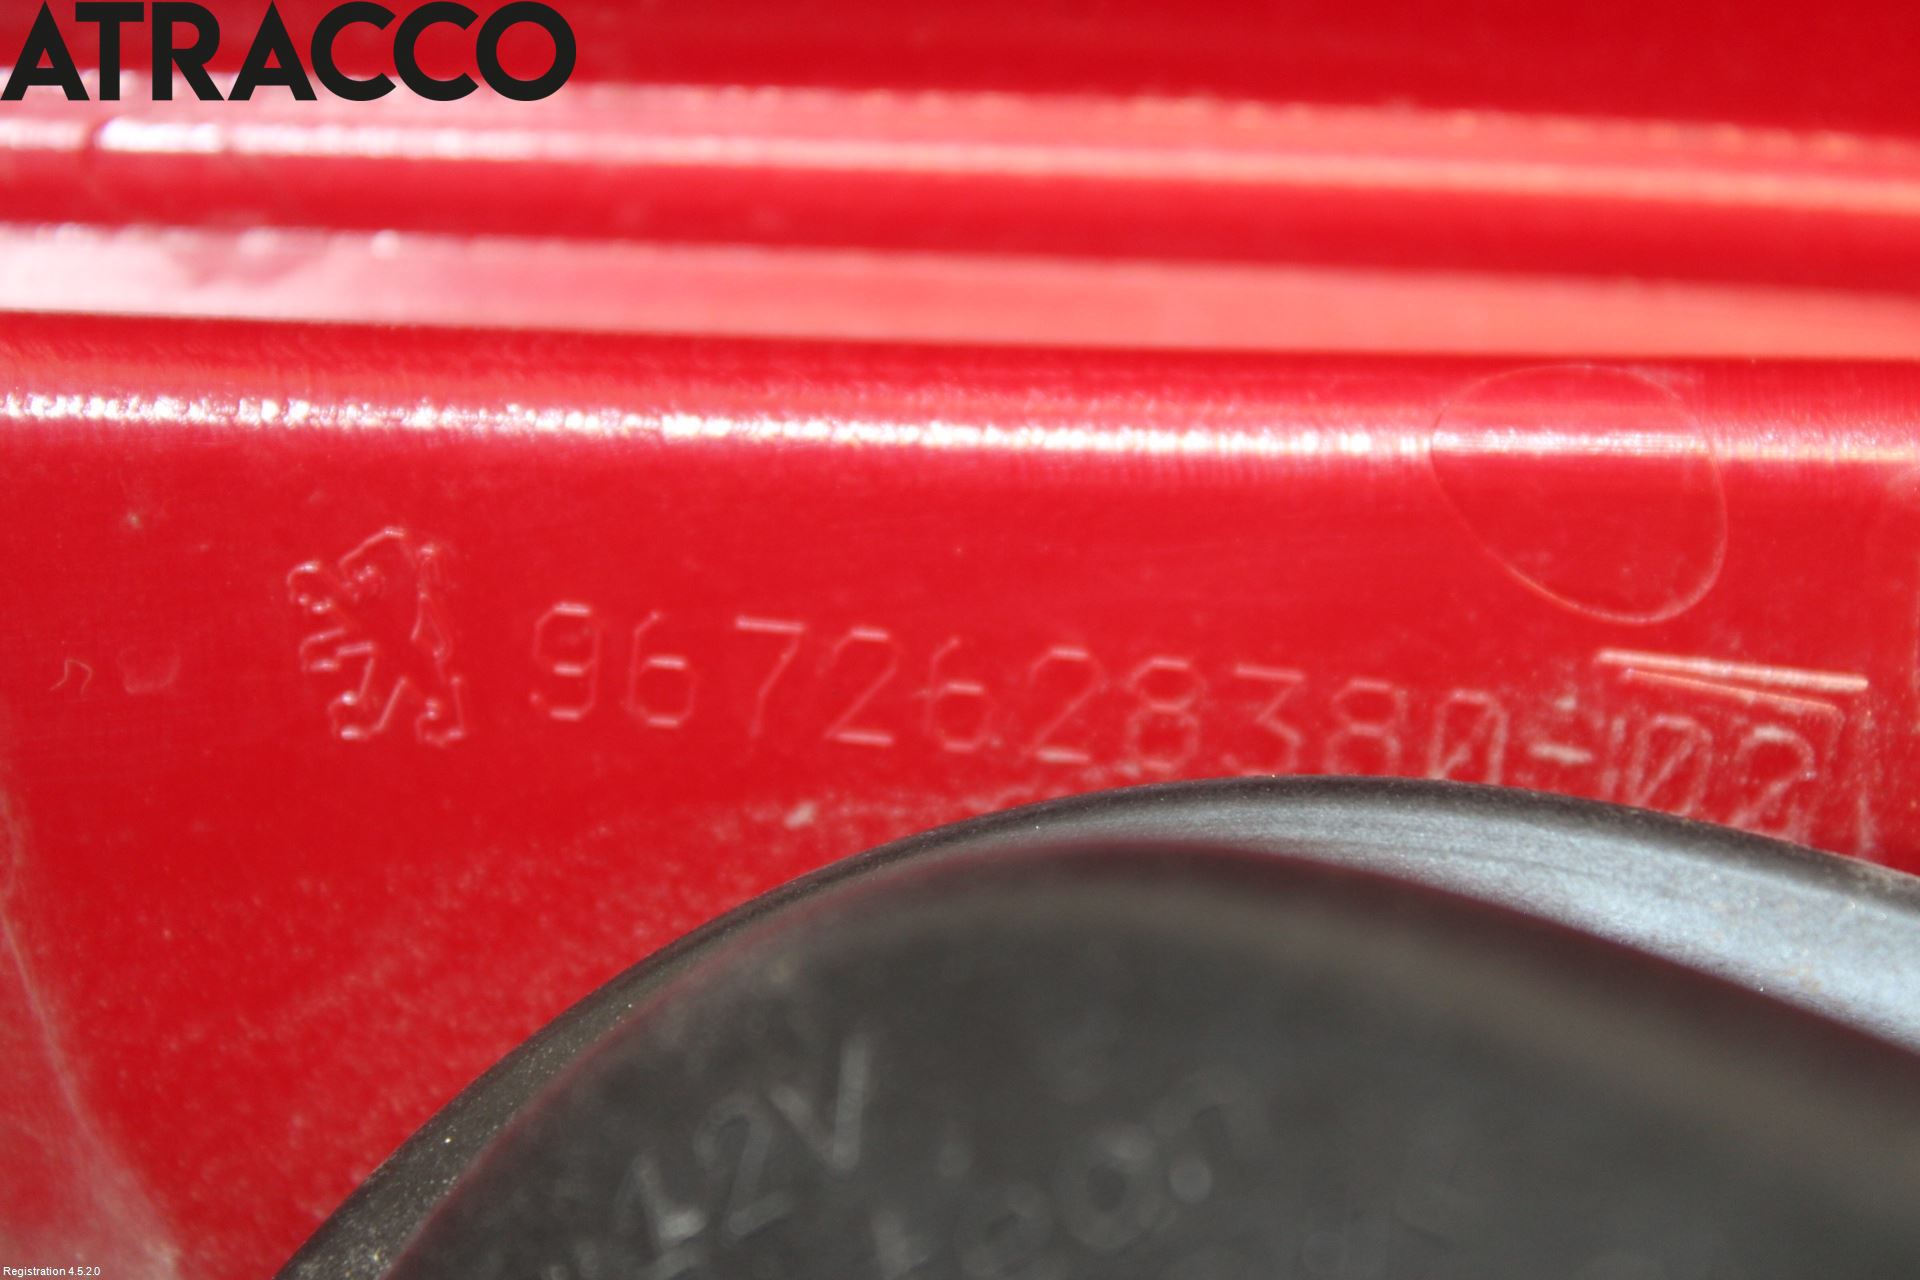 ATRACCO
9672628380-02
12V
Registration 4.5.2.0